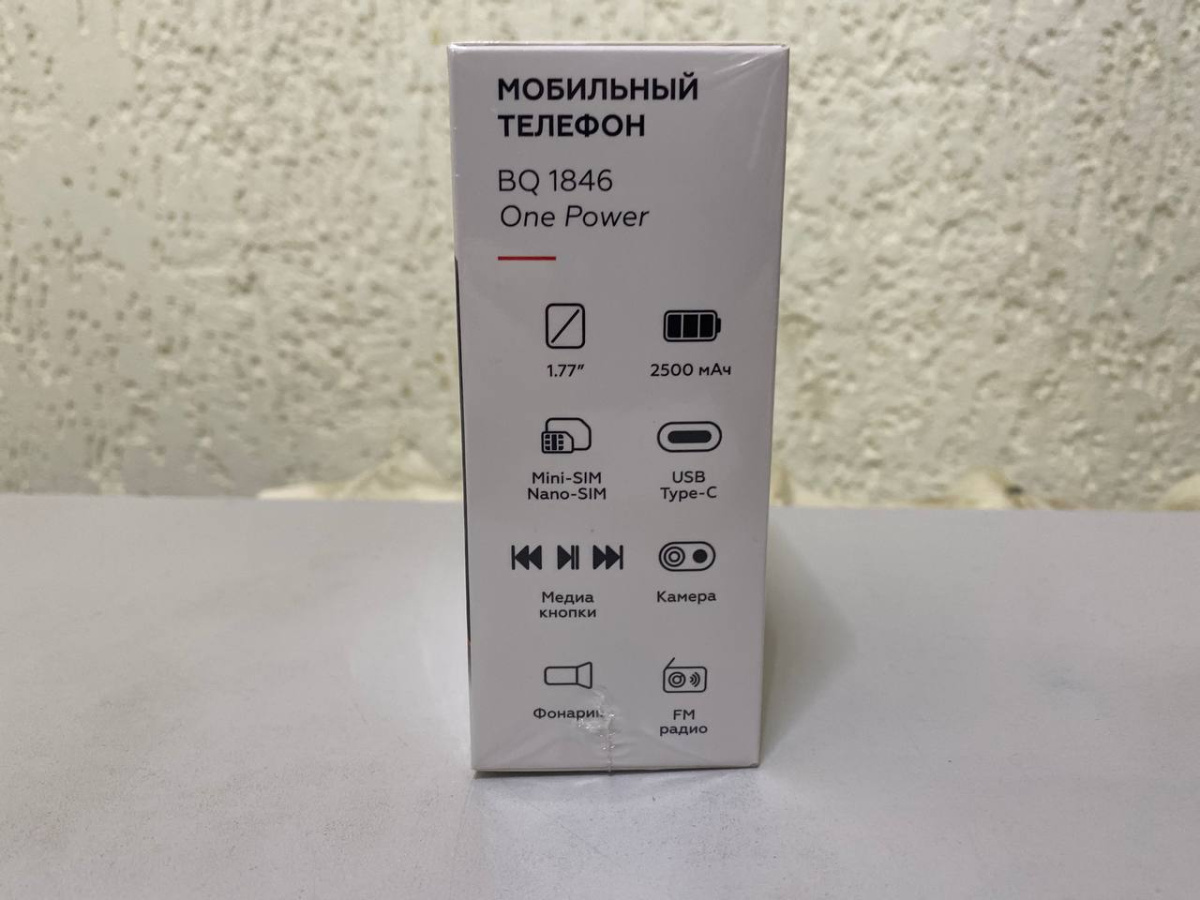 МОБИЛЬНЫЙ
ТЕЛЕФОН
BQ 1846
One Power
1.77”
2500 мАч
Mini-SIM
Nano-SIM
USB
Type-C
Медиа
кнопки
Камера
FM
радио